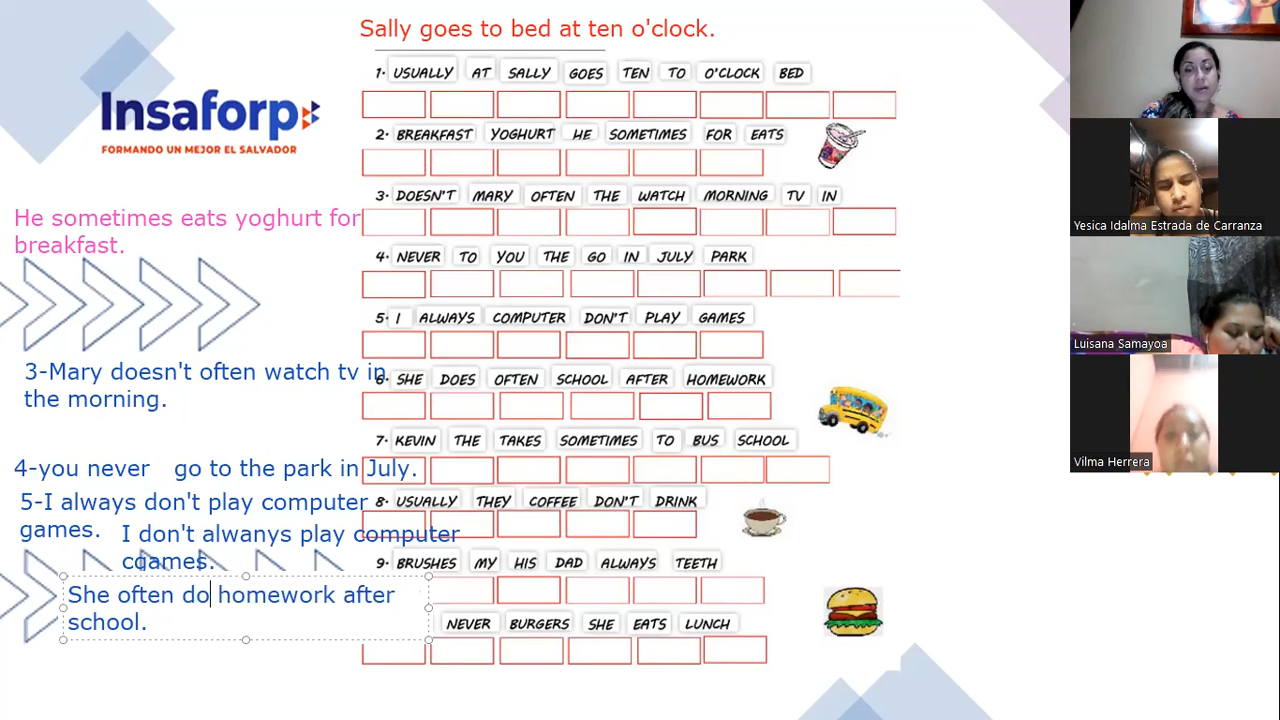 Sally goes to bed at ten o'clock.
1. USUALLY AT SALLY GOES TEN TO O'CLOCK BED
Insaforp
FORMANDO UN MEJOR EL SALVADOR
2. BREAKFAST YOGHURT HE SOMETIMES FOR EATS
3. DOESN'T MARY OFTEN THE WATCH MORNING TV IN
He sometimes eats yoghurt for
breakfast.
4. NEVER TO YOU THE GO IN JULY PARK
5. I ALWAYS COMPUTER DON'T PLAY GAMES
3-Mary doesn't often watch tv in
the morning.
6. SHE DOES OFTEN SCHOOL AFTER HOMEWORK
7. KEVIN THE TAKES SOMETIMES TO BUS SCHOOL
4-you never go to the park in July.
5-I always don't play computer
games.
8. USUALLY THEY COFFEE DON'T DRINK
I don't alwanys play computer
cgames.
9. BRUSHES MY HIS DAD ALWAYS TEETH
She often do homework after
school.
NEVER BURGERS SHE EATS LUNCH
Yesica Idalma Estrada de Carranza
Luisana Samayoa
Vilma Herrera